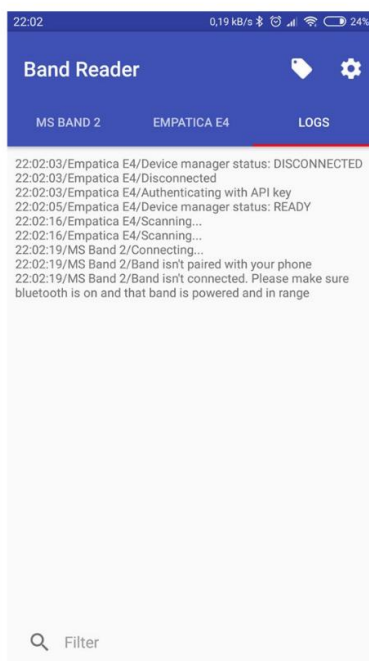 22:02 0,19 kB/s 24%
Band Reader
MS BAND 2 EMPATICA E4 LOGS
22:02:03/Empatica E4/Device manager status: DISCONNECTED
22:02:03/Empatica E4/Disconnected
22:02:03/Empatica E4/Authenticating with API key
22:02:05/Empatica E4/Device manager status: READY
22:02:16/Empatica E4/Scanning...
22:02:16/Empatica E4/Scanning...
22:02:19/MS Band 2/Connecting...
22:02:19/MS Band 2/Band isn't paired with your phone
22:02:19/MS Band 2/Band isn't connected. Please make sure
bluetooth is on and that band is powered and in range
Filter